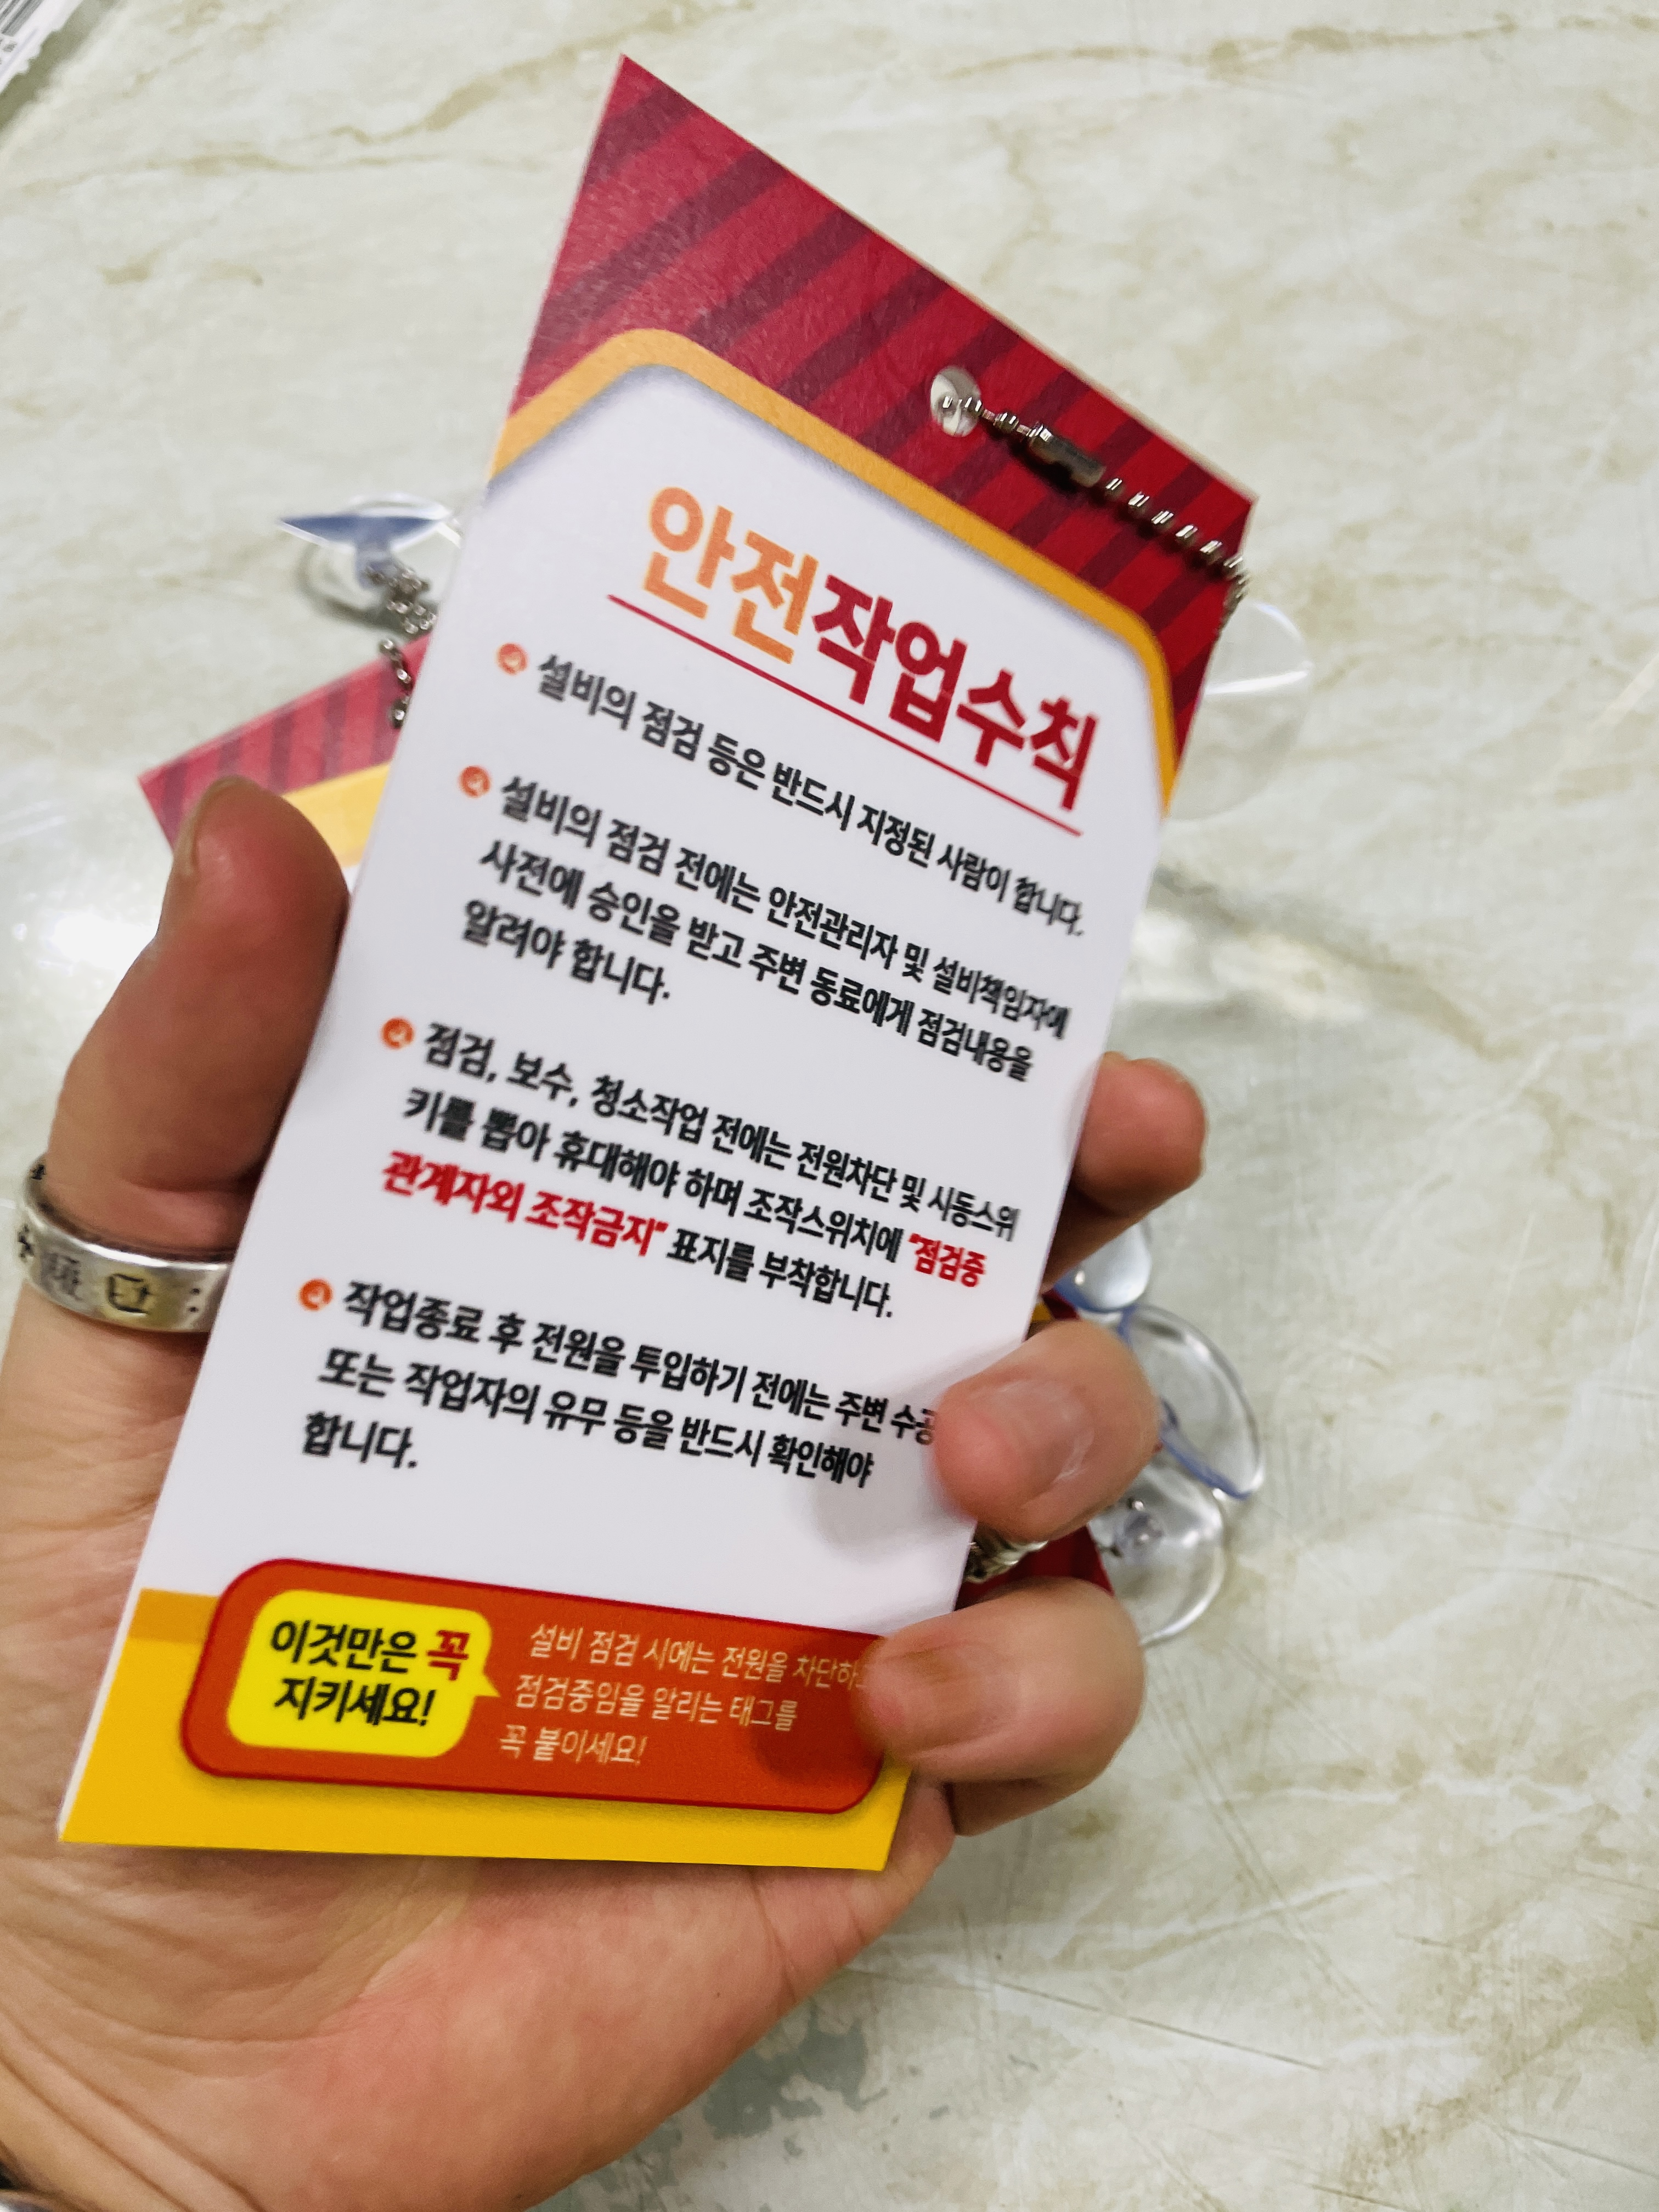 안전작업수칙
설비의 점검 등은 반드시 지정된 사람이 합니다.
설비의 점검 전에는 안전관리자 및 설비책임자에
사전에 승인을 받고 주변 동료에게 점검내용을
알려야 합니다.
점검, 보수, 청소작업 전에는 전원차단 및 시동스위
키를 뽑아 휴대해야 하며 조작스위치에 "점검중
관계자외 조작금지" 표지를 부착합니다.
작업종료 후 전원을 투입하기 전에는 주변
또는 작업자의 유무 등을 반드시 확인해야
합니다.
이것만은 꼭
지키세요!
설비 점검 시에는 전원을
점검중임을 알리는 태그를
꼭 붙이세요!